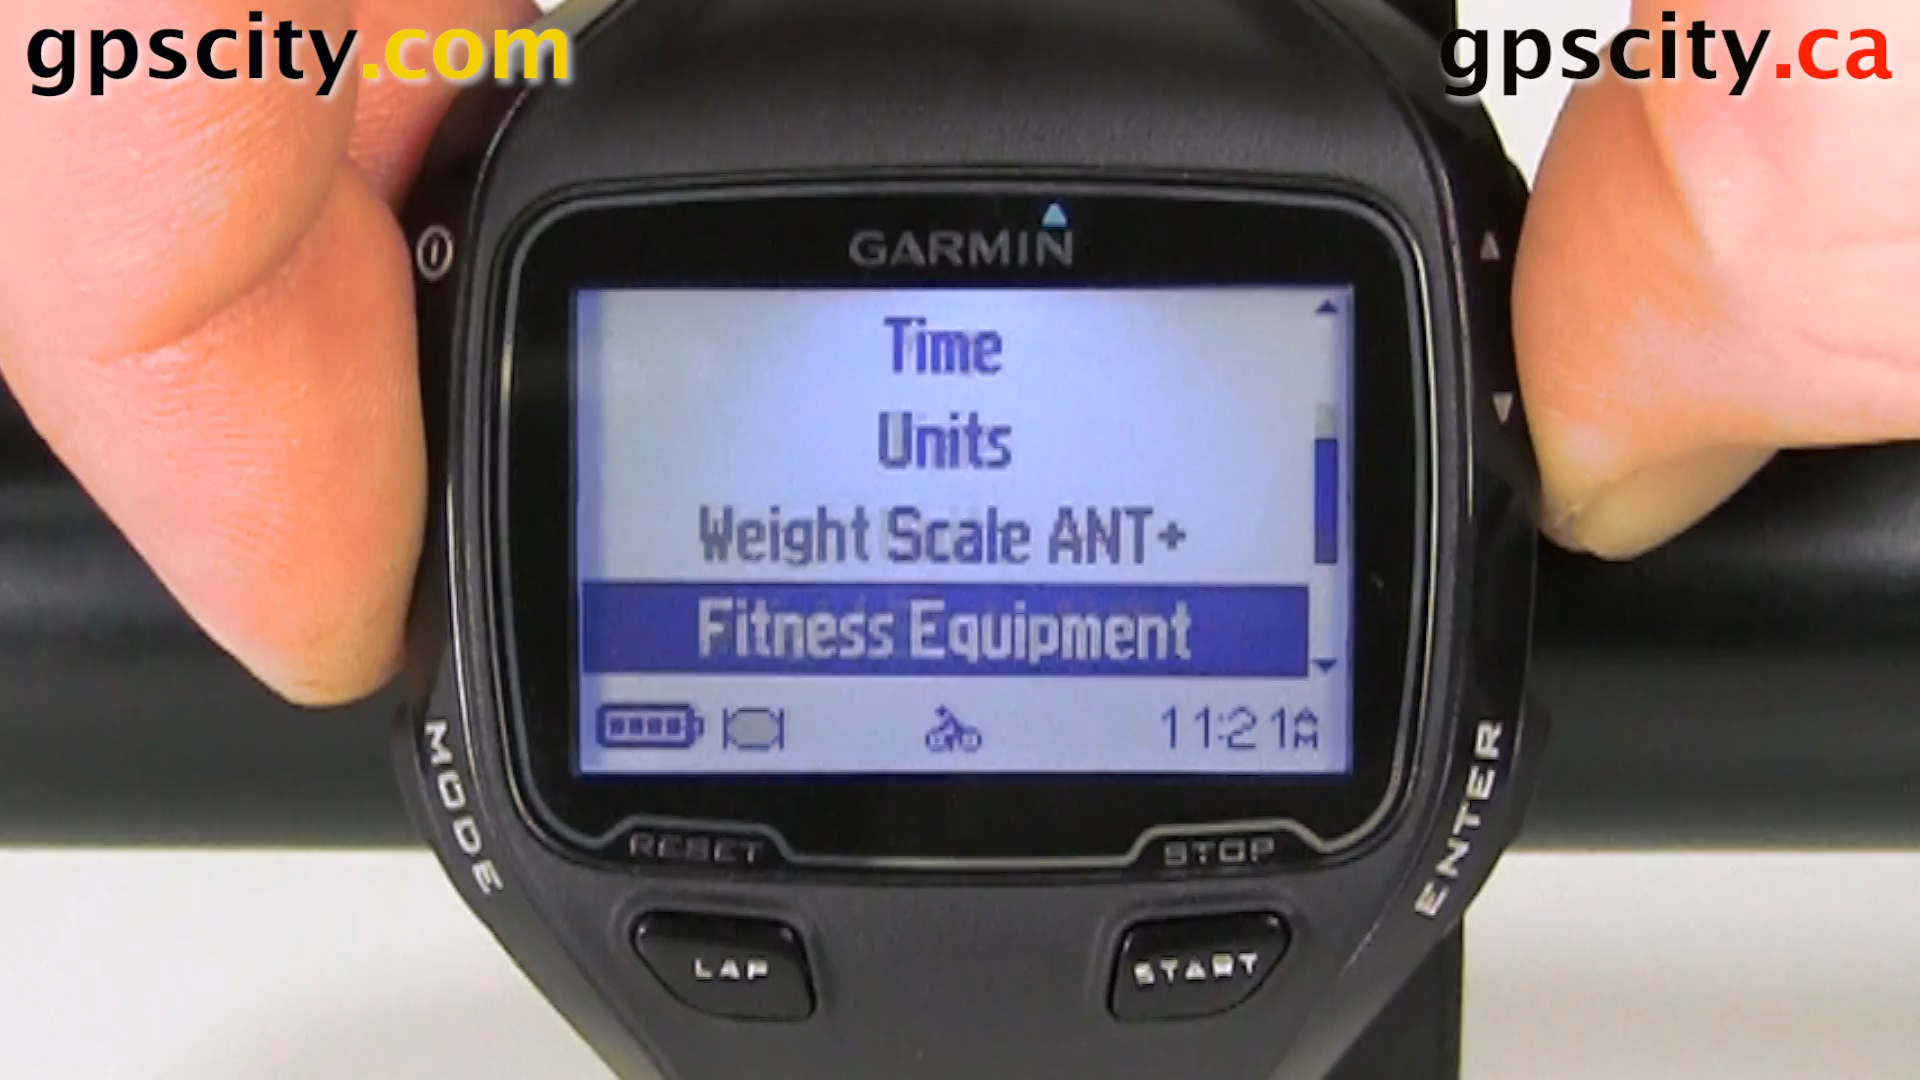 gpscity.com
gpscity.ca
GARMIN
Time
Units
Weight Scale ANT+
Fitness Equipment
11:21AM
MODE
ENTER
RESET
STOP
LAP
START